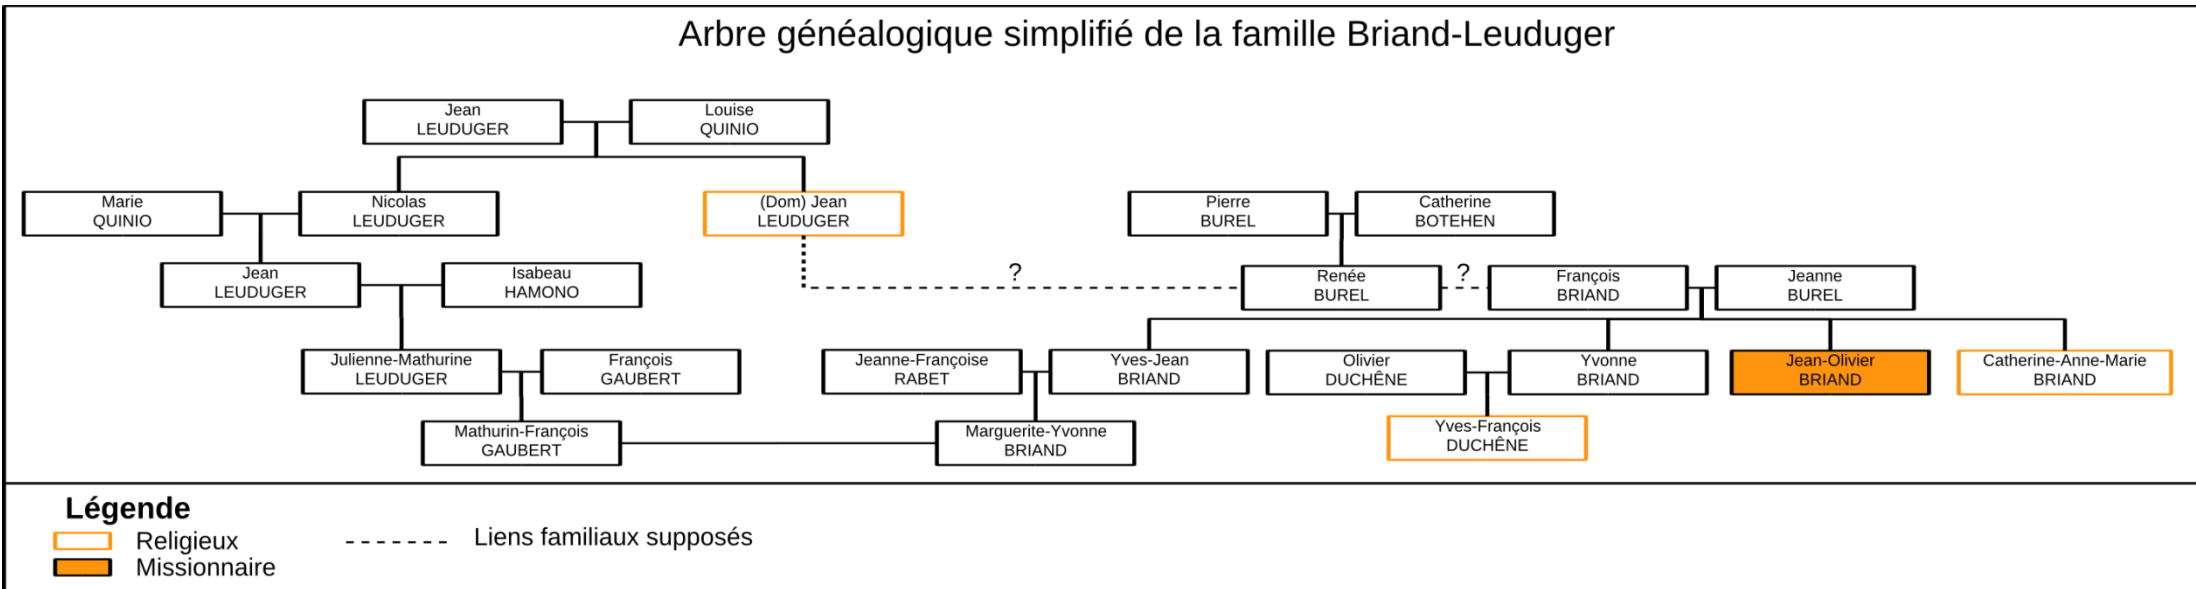 Arbre généalogique simplifié de la famille Briand-Leuduger
Jean
LEUDUGER
Louise
QUINIO
Marie
QUINIO
Nicolas
LEUDUGER
(Dom) Jean
LEUDUGER
Pierre
BUREL
Catherine
BOTEHEN
Jean
LEUDUGER
Isabeau
HAMONO
?
Renée
BUREL
?
François
BRIAND
Jeanne
BUREL
Julienne-Mathurine
LEUDUGER
François
GAUBERT
Jeanne-Françoise
RABET
Yves-Jean
BRIAND
Olivier
DUCHÊNE
Yvonne
BRIAND
Jean-Olivier
BRIAND
Catherine-Anne-Marie
BRIAND
Mathurin-François
GAUBERT
Marguerite-Yvonne
BRIAND
Yves-François
DUCHÊNE
Légende
Religieux
Missionnaire
Liens familiaux supposés